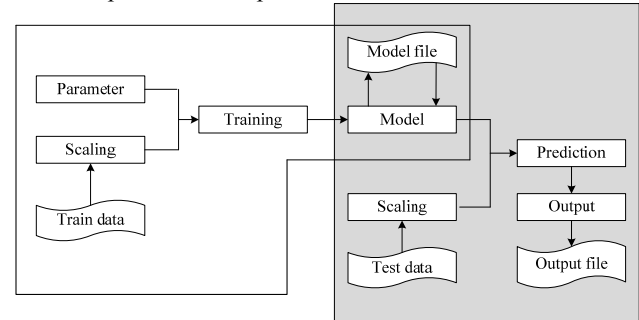 Model file
Parameter
Training
Model
Scaling
Prediction
Train data
Scaling
Output
Test data
Output file